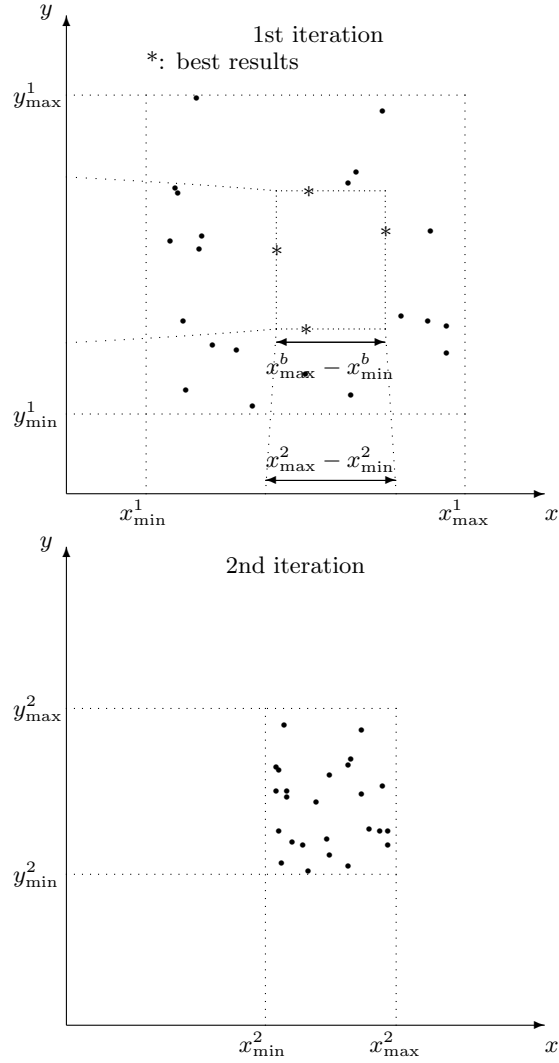 y
1st iteration
*: best results
y^1_max
x^b_max − x^b_min
y^1_min
x^2_max − x^2_min
x^1_min
x^1_max
x
y
2nd iteration
y^2_max
y^2_min
x^2_min
x^2_max
x